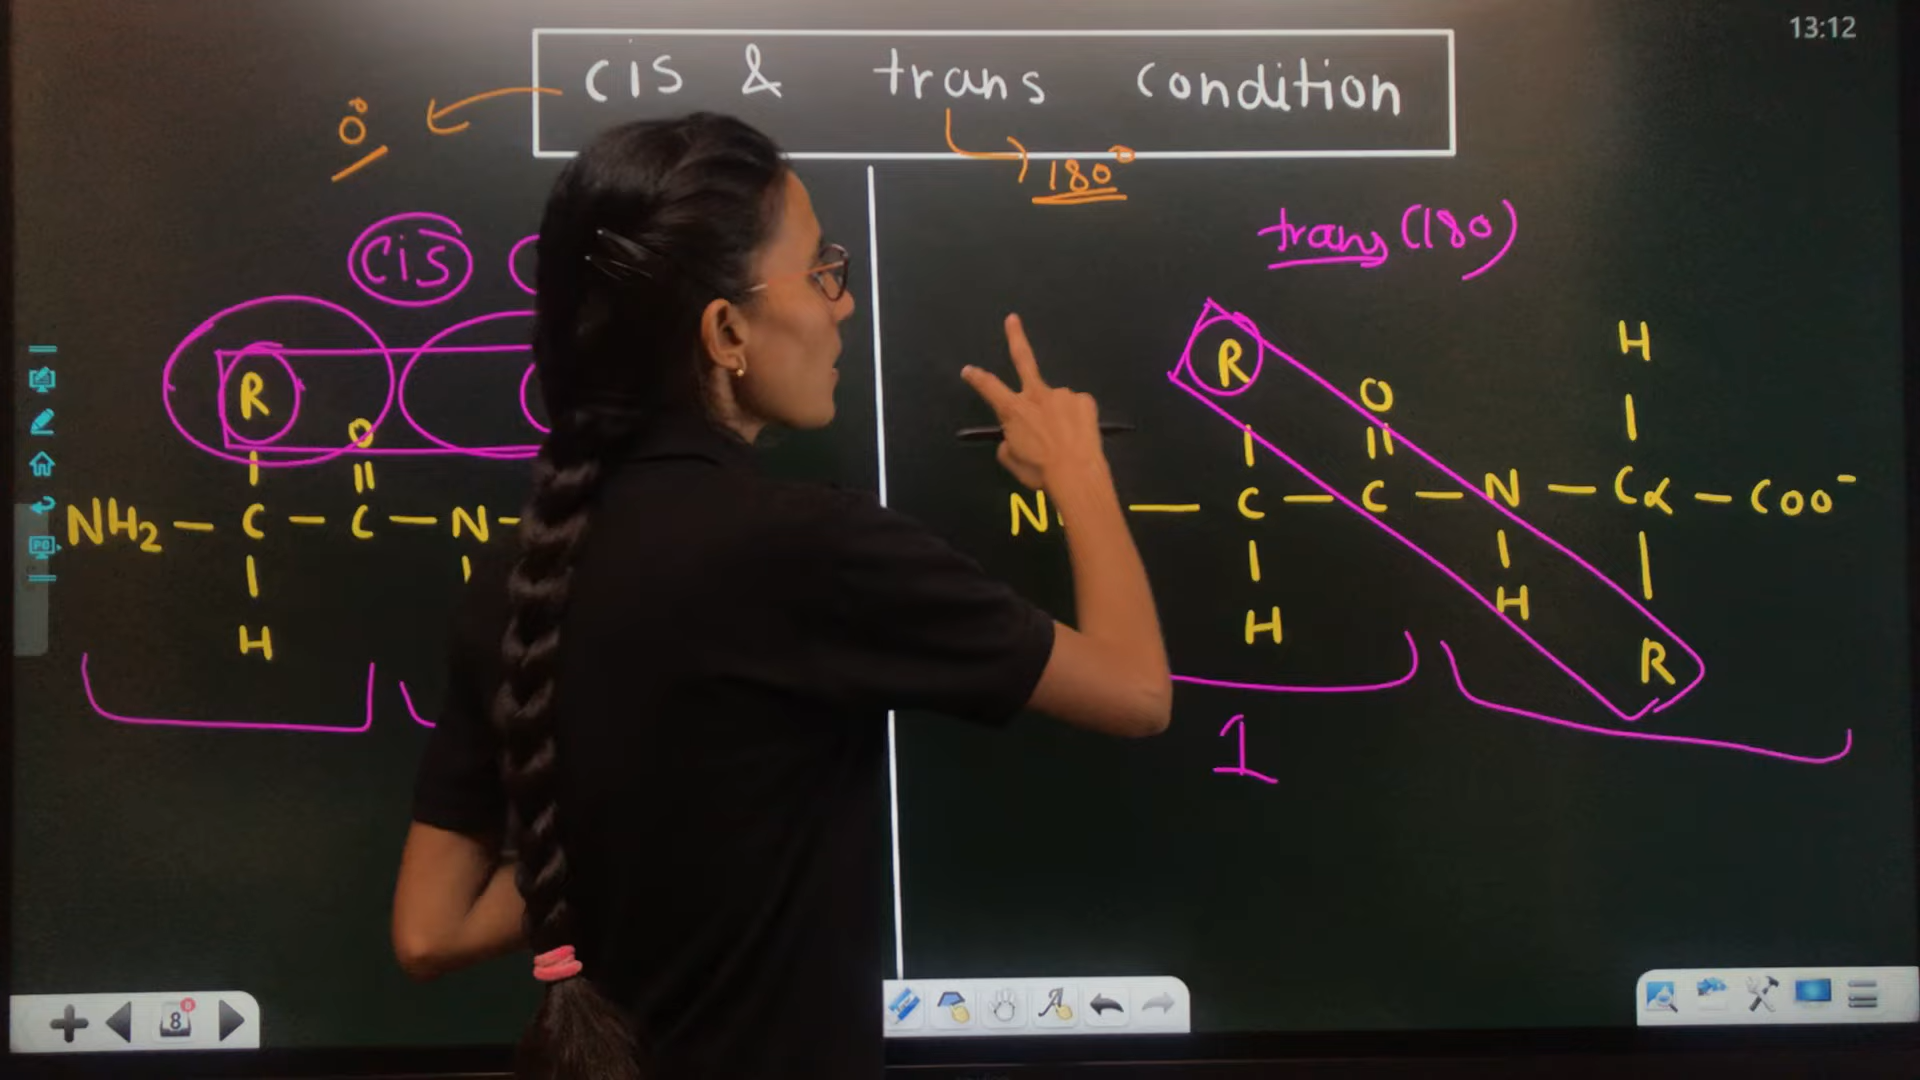 13:12
cis & trans condition
0°
180°
cis
trans (180)
R
O
||
NH2 — C — C — N -
|
H
R
H
O
N — C — C — N — Cα — COO⁻
H
H
R
1
8